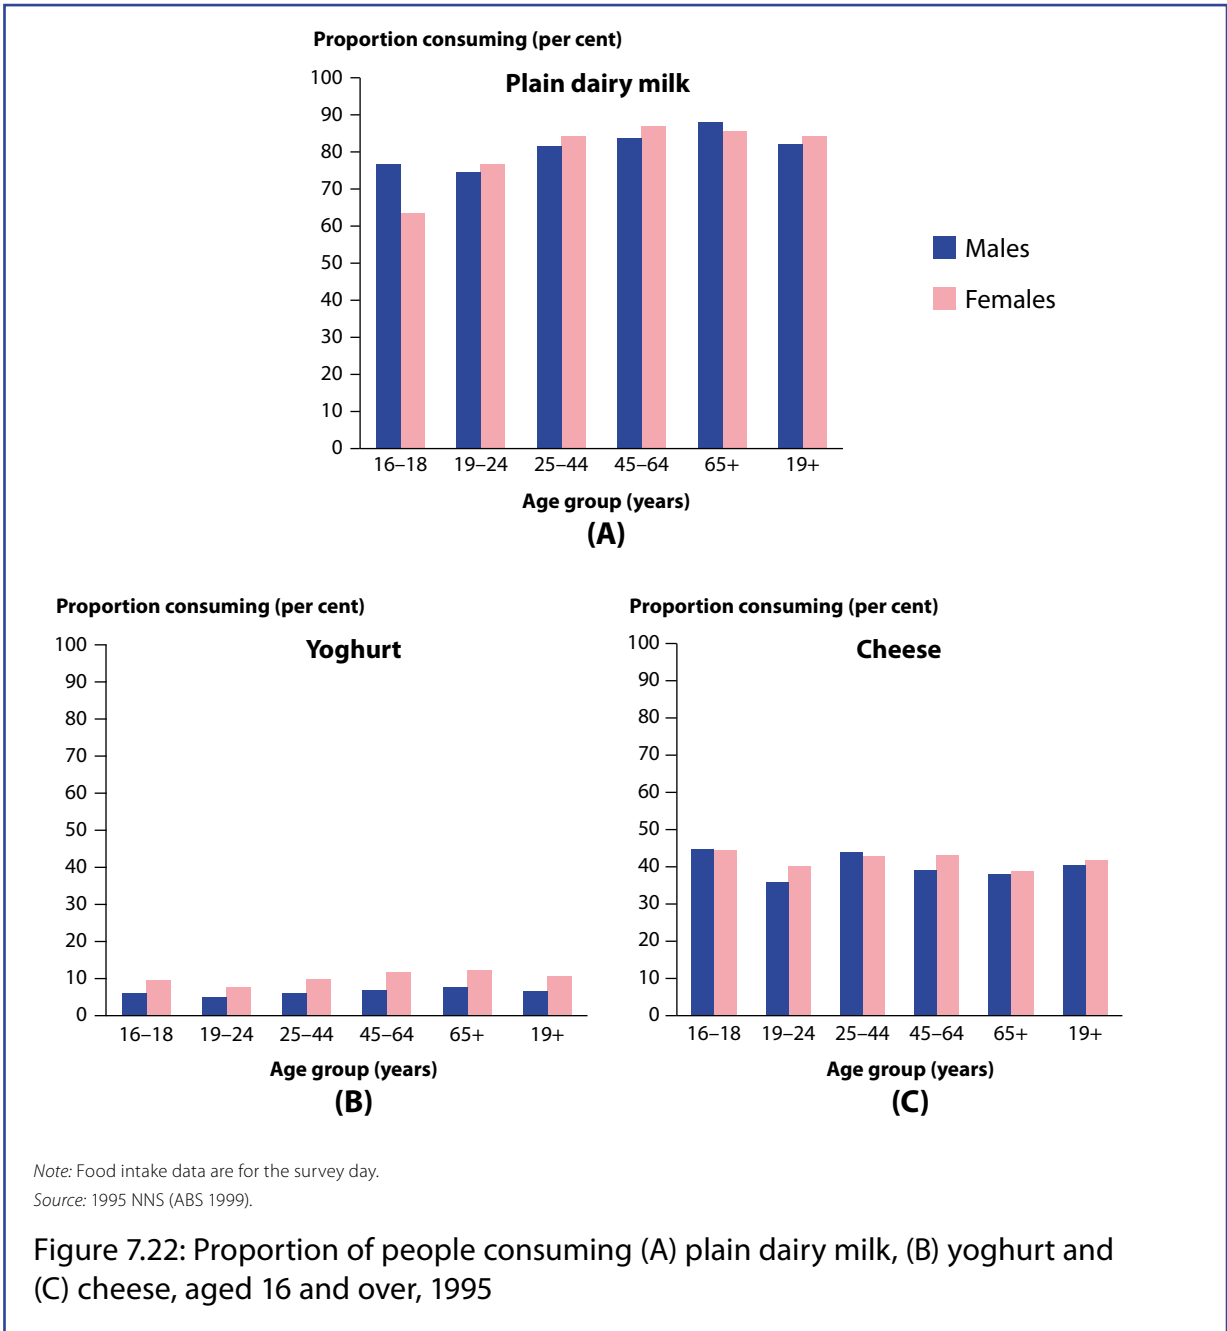 Proportion consuming (per cent)
Plain dairy milk
100
90
80
70
60
50
40
30
20
10
0
16–18 19–24 25–44 45–64 65+ 19+
Age group (years)
(A)
Males
Females
Proportion consuming (per cent)
Yoghurt
100
90
80
70
60
50
40
30
20
10
0
16–18 19–24 25–44 45–64 65+ 19+
Age group (years)
(B)
Proportion consuming (per cent)
Cheese
100
90
80
70
60
50
40
30
20
10
0
16–18 19–24 25–44 45–64 65+ 19+
Age group (years)
(C)
Note: Food intake data are for the survey day.
Source: 1995 NNS (ABS 1999).
Figure 7.22: Proportion of people consuming (A) plain dairy milk, (B) yoghurt and
(C) cheese, aged 16 and over, 1995